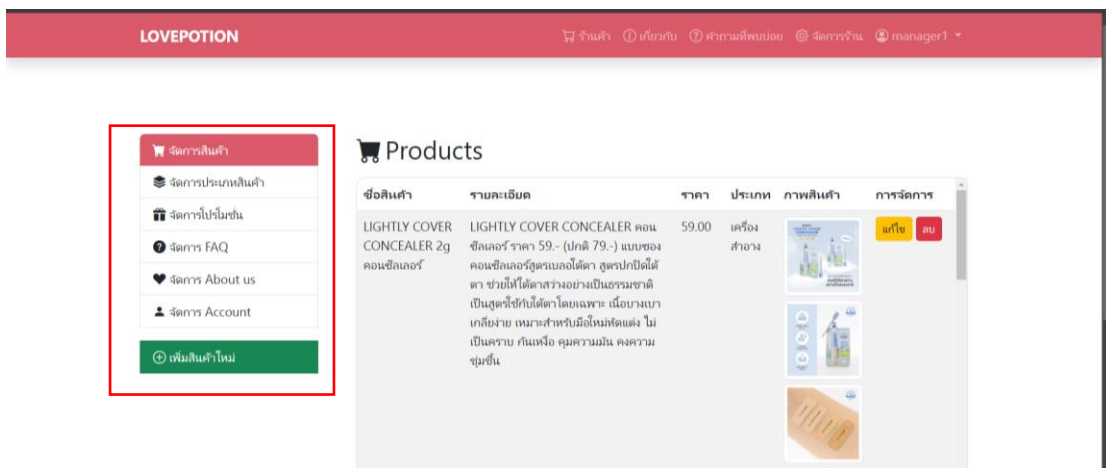 LOVEPOTION
ร้านค้า
เกี่ยวกับ
คำถามที่พบบ่อย
จัดการร้าน
manager1
จัดการสินค้า
จัดการประเภทสินค้า
จัดการโปรโมชั่น
จัดการ FAQ
จัดการ About us
จัดการ Account
เพิ่มสินค้าใหม่
Products
ชื่อสินค้า รายละเอียด ราคา ประเภท ภาพสินค้า การจัดการ
LIGHTLY COVER
CONCEALER 2g
คอนซีลเลอร์
LIGHTLY COVER CONCEALER คอน
ซีลเลอร์ ราคา 59.- (ปกติ 79.-) แบบซอง
คอนซีลเลอร์สูตรเบลอใต้ตา สูตรปกปิดใต้
ตา ช่วยให้ใต้ตาสว่างอย่างเป็นธรรมชาติ
เป็นสูตรใช้กับใต้ตาโดยเฉพาะ เนื้อบางเบา
เกลี่ยง่าย เหมาะสำหรับมือใหม่หัดแต่ง ไม่
เป็นคราบ กันเหงื่อ คุมความมัน คงความ
ชุ่มชื้น
59.00
เครื่อง
สำอาง
แก้ไข
ลบ